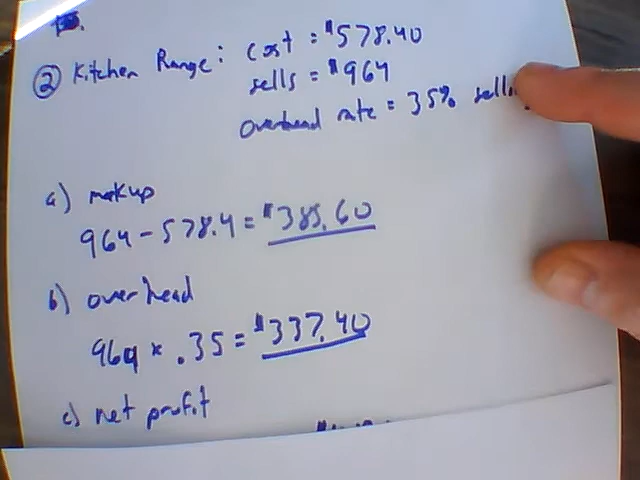 ② Kitchen Range: cost = $578.40
sells = $964
overhead rate = 35%
a) markup
964 - 578.4 = $385.60
b) overhead
964 × .35 = $337.40
c) net profit